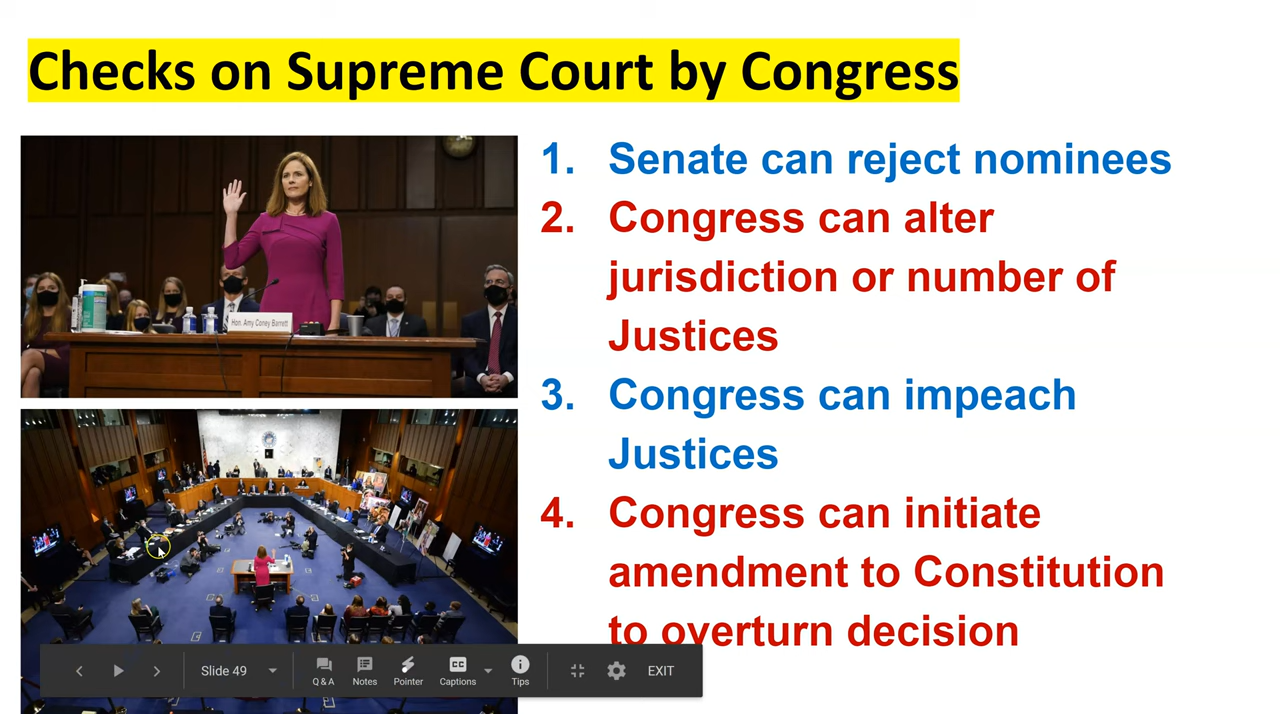 Checks on Supreme Court by Congress
1. Senate can reject nominees
2. Congress can alter
jurisdiction or number of
Justices
3. Congress can impeach
Justices
4. Congress can initiate
amendment to Constitution
to overturn decision
Hon. Amy Coney Barrett
Slide 49
Q & A
Notes
Pointer
CC
Captions
Tips
EXIT